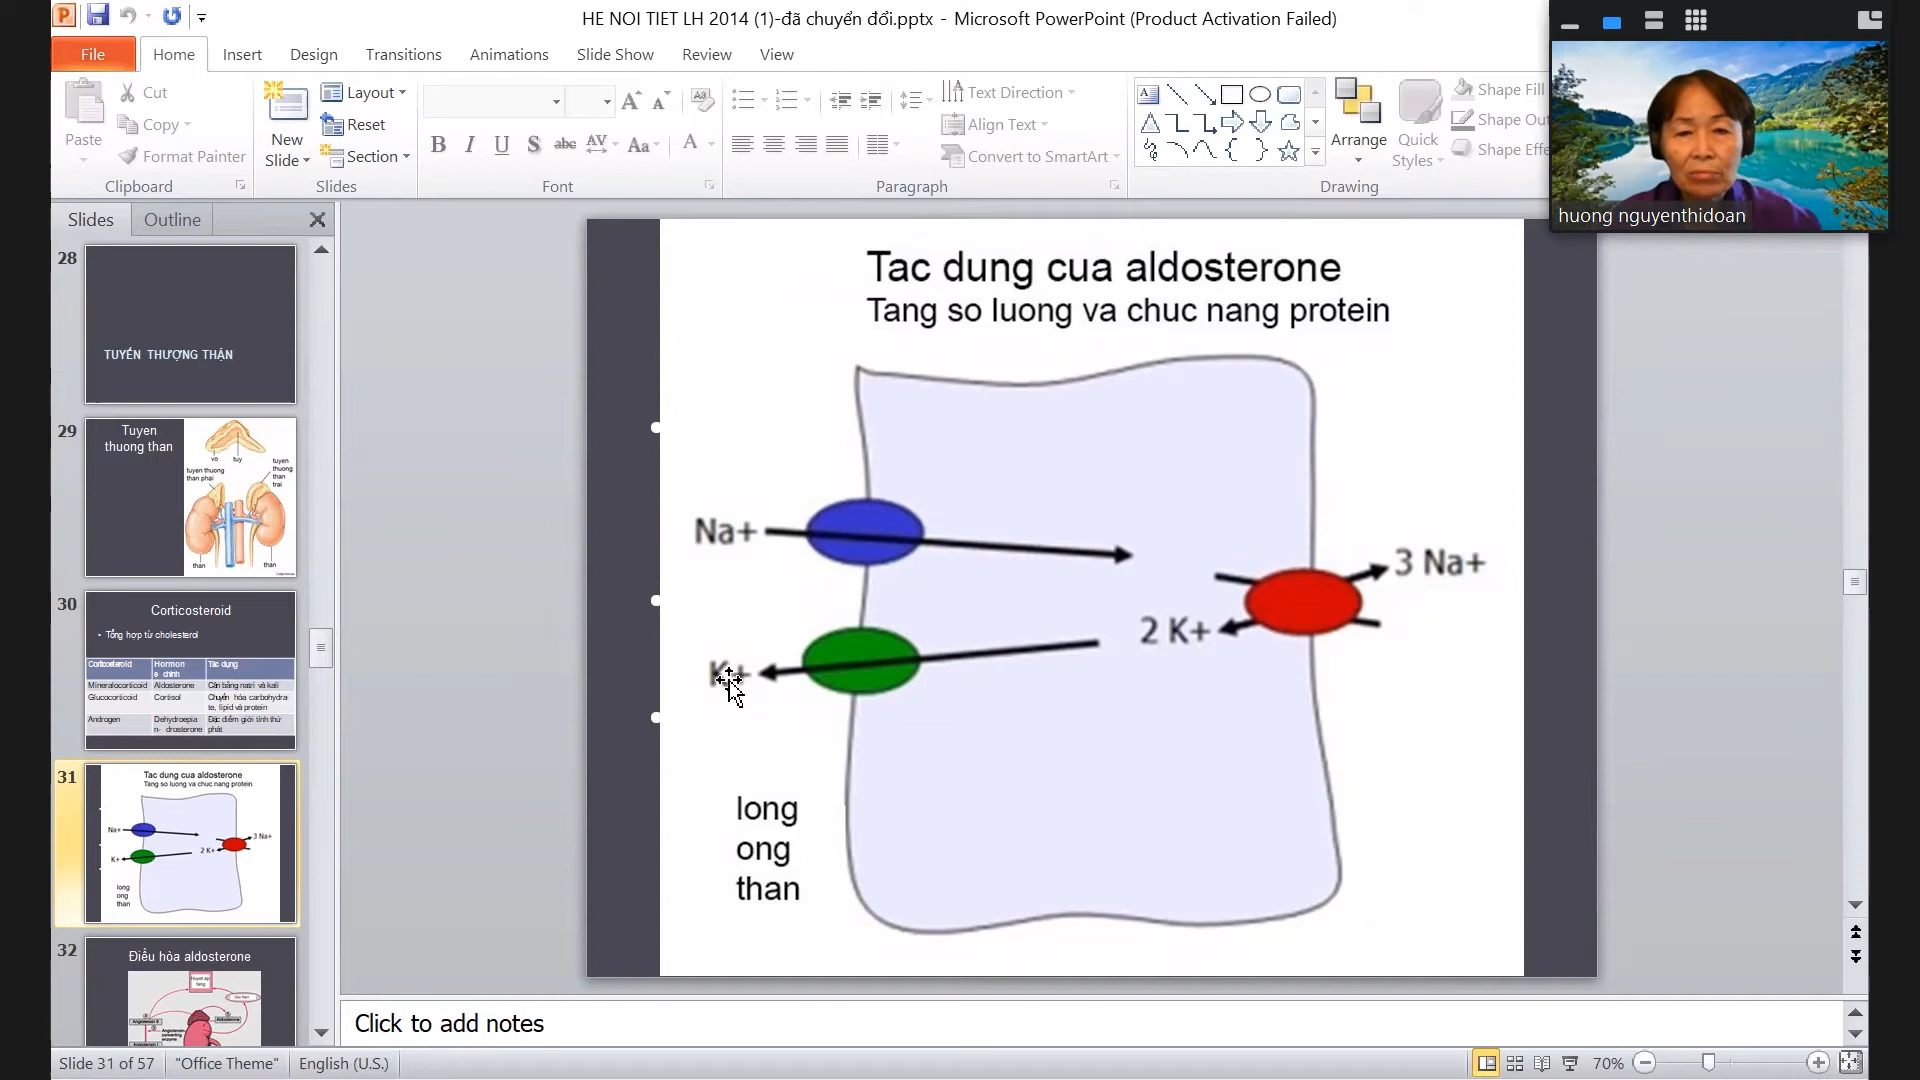 HE NOI TIET LH 2014 (1)-đã chuyển đổi.pptx - Microsoft PowerPoint (Product Activation Failed)
File Home Insert Design Transitions Animations Slide Show Review View
Paste
Cut
Copy
Format Painter
Clipboard
New
Slide
Layout
Reset
Section
Slides
B I U S abc AV Aa A
Font
Text Direction
Align Text
Convert to SmartArt
Paragraph
Arrange
Quick
Styles
Shape Fill
Shape Out
Shape Effe
Drawing
huong nguyenthidoan
Slides Outline
28
TUYẾN THƯỢNG THẬN
29
Tuyen
thuong than
vo tuy
tuyen thuong
than phai
tuyen
thuong
than
trai
than than
30
Corticosteroid
• Tổng hợp từ cholesterol
Corticosteroid Hormon
e chính Tác dụng
Mineralocorticoid Aldosterone Cân bằng natri và kali
Glucocorticoid Cortisol Chuyển hóa carbohydra-
te, lipid và protein
Androgen Dehydroepia
n- drosterone Đặc điểm giới tính thứ
phát
31
Tac dung cua aldosterone
Tang so luong va chuc nang protein
Na+
3 Na+
2 K+
K+
long
ong
than
32
Điều hòa aldosterone
Tac dung cua aldosterone
Tang so luong va chuc nang protein
Na+
3 Na+
2 K+
K+
long
ong
than
Click to add notes
Slide 31 of 57 "Office Theme" English (U.S.) 70%